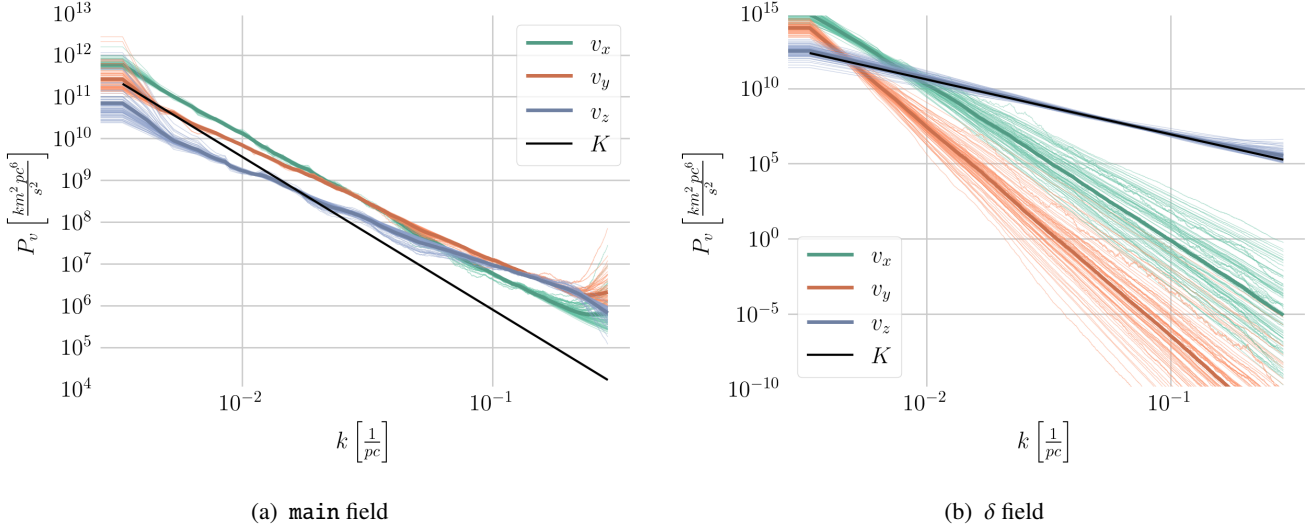 10^13
10^12
10^11
10^10
10^9
10^8
10^7
10^6
10^5
10^4
P_v [km^2 pc^6 / s^2]
v_x
v_y
v_z
K
10^−2
10^−1
k [1/pc]
(a) main field
10^15
10^10
10^5
10^0
10^−5
10^−10
P_v [km^2 pc^6 / s^2]
v_x
v_y
v_z
K
10^−2
10^−1
k [1/pc]
(b) δ field